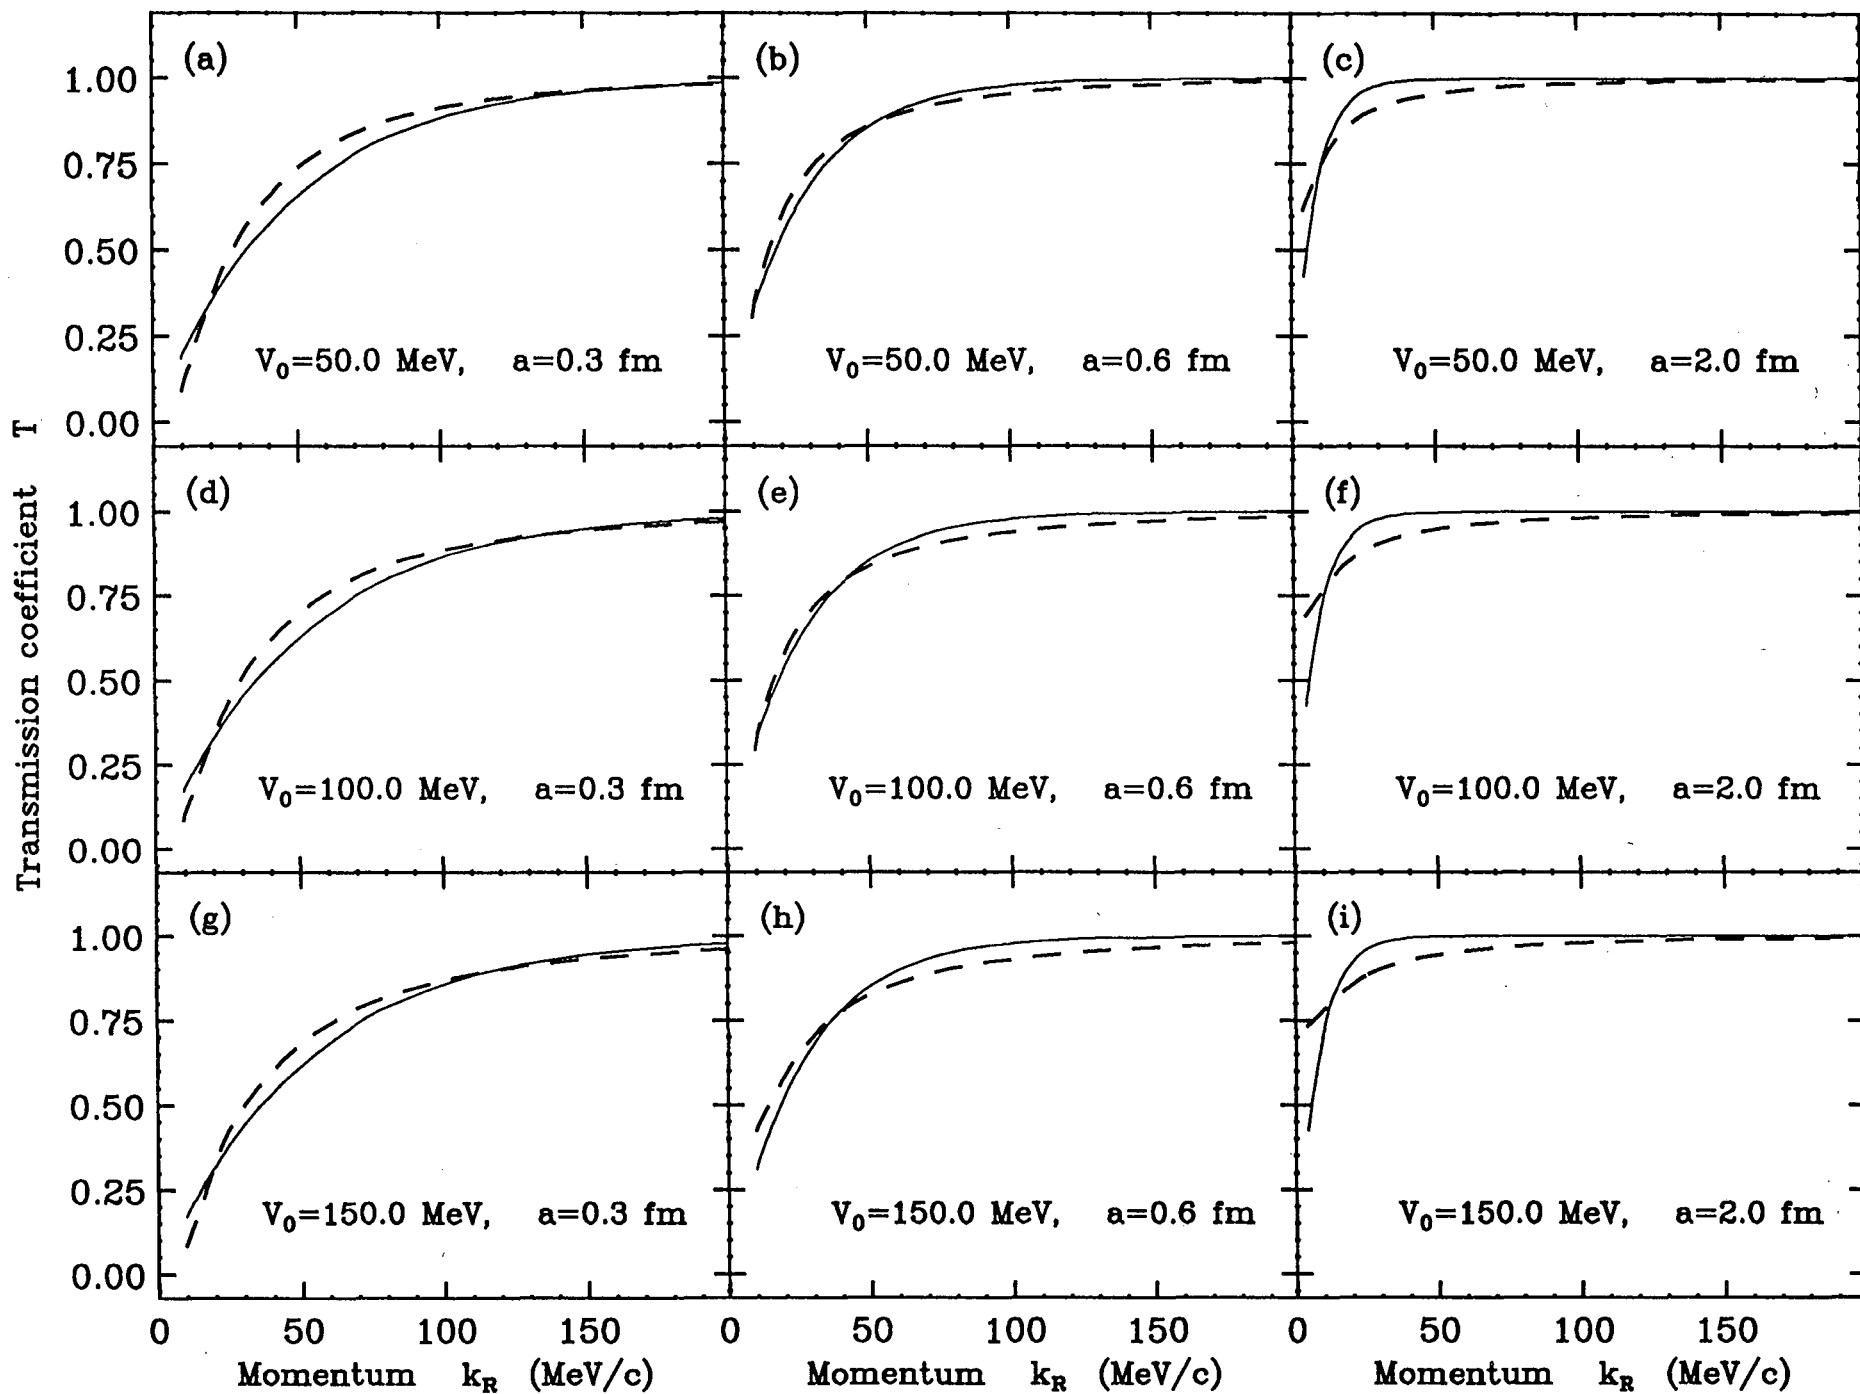 (a) (b) (c)
1.00
0.75
0.50
0.25
0.00
V₀=50.0 MeV, a=0.3 fm
V₀=50.0 MeV, a=0.6 fm
V₀=50.0 MeV, a=2.0 fm
Transmission coefficient T
(d) (e) (f)
1.00
0.75
0.50
0.25
0.00
V₀=100.0 MeV, a=0.3 fm
V₀=100.0 MeV, a=0.6 fm
V₀=100.0 MeV, a=2.0 fm
(g) (h) (i)
1.00
0.75
0.50
0.25
0.00
V₀=150.0 MeV, a=0.3 fm
V₀=150.0 MeV, a=0.6 fm
V₀=150.0 MeV, a=2.0 fm
0 50 100 150 0 50 100 150 0 50 100 150
Momentum k_R (MeV/c)
Momentum k_R (MeV/c)
Momentum k_R (MeV/c)